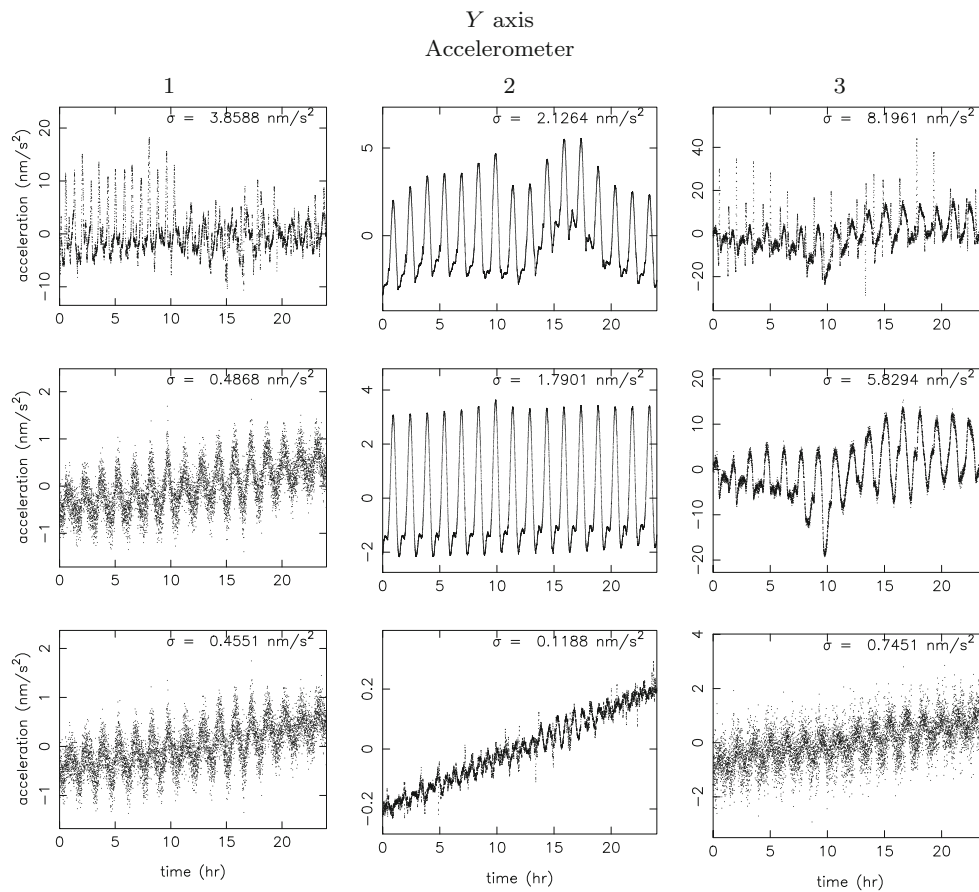 Y axis
Accelerometer
1 2 3
σ = 3.8588 nm/s² σ = 2.1264 nm/s² σ = 8.1961 nm/s²
acceleration (nm/s²)
20
10
0
−10
5
0
40
20
0
−20
0 5 10 15 20 0 5 10 15 20 0 5 10 15 20
σ = 0.4868 nm/s² σ = 1.7901 nm/s² σ = 5.8294 nm/s²
acceleration (nm/s²)
2
1
0
−1
4
2
0
−2
20
10
0
−10
−20
0 5 10 15 20 0 5 10 15 20 0 5 10 15 20
σ = 0.4551 nm/s² σ = 0.1188 nm/s² σ = 0.7451 nm/s²
acceleration (nm/s²)
2
1
0
−1
0.2
0
−0.2
4
2
0
−2
0 5 10 15 20 0 5 10 15 20 0 5 10 15 20
time (hr) time (hr) time (hr)